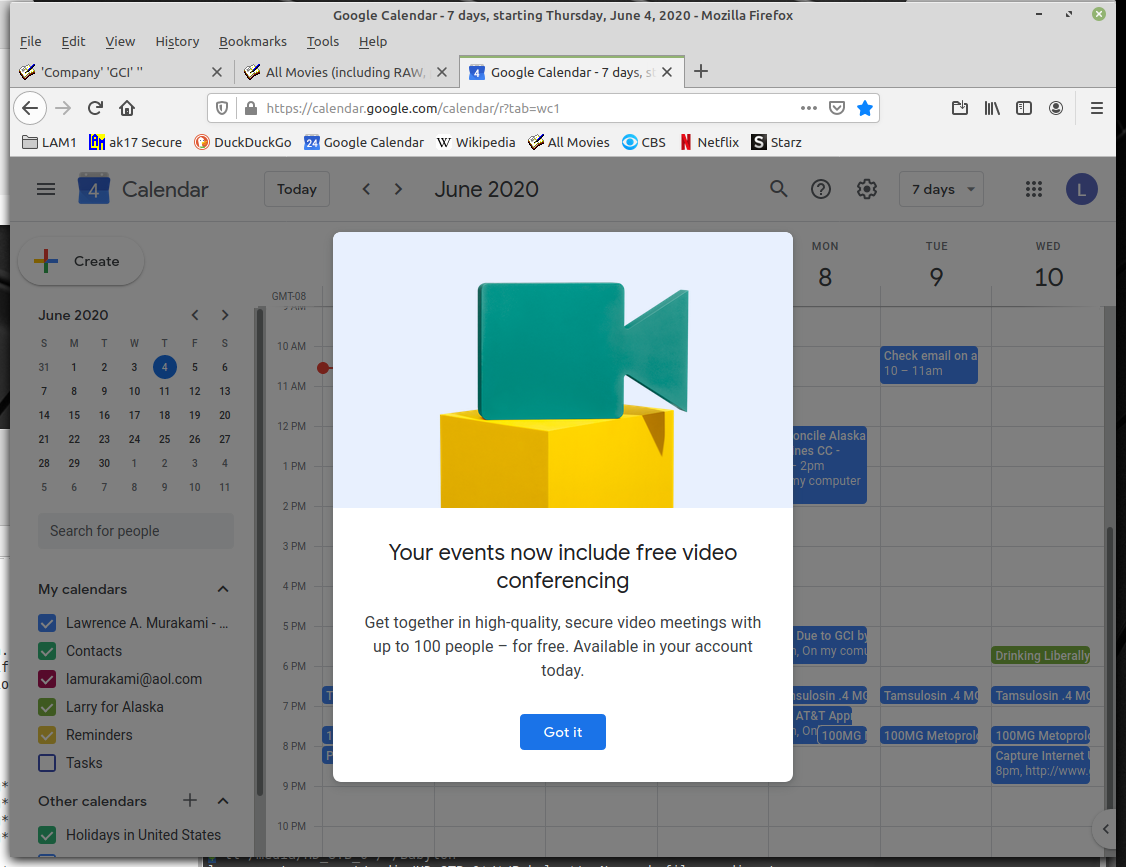 Google Calendar - 7 days, starting Thursday, June 4, 2020 - Mozilla Firefox
File Edit View History Bookmarks Tools Help
'Company' 'GCI' '' All Movies (including RAW, Google Calendar - 7 days, st
https://calendar.google.com/calendar/r?tab=wc1
LAM1 ak17 Secure DuckDuckGo 24 Google Calendar W Wikipedia All Movies CBS N Netflix S Starz
4 Calendar Today June 2020 7 days L
Create
MON TUE WED
8 9 10
GMT-08
June 2020
S M T W T F S
31 1 2 3 4 5 6
7 8 9 10 11 12 13
14 15 16 17 18 19 20
21 22 23 24 25 26 27
28 29 30 1 2 3 4
5 6 7 8 9 10 11
Search for people
My calendars
Lawrence A. Murakami - ...
Contacts
lamurakami@aol.com
Larry for Alaska
Reminders
Tasks
Other calendars
Holidays in United States
9 AM
10 AM
11 AM
12 PM
1 PM
2 PM
3 PM
4 PM
5 PM
6 PM
7 PM
8 PM
9 PM
10 PM
Your events now include free video
conferencing
Get together in high-quality, secure video meetings with
up to 100 people – for free. Available in your account
today.
Got it
oncile Alaska
nes CC -
- 2pm
ny computer
Due to GCI by
, On my comu
msulosin .4 MG
AT&T Appr
, On
100MG M
Check email on a
10 – 11am
Tamsulosin .4 MG
100MG Metoprolo
Drinking Liberally
Tamsulosin .4 MG
100MG Metoprolo
Capture Internet U
8pm, http://www.